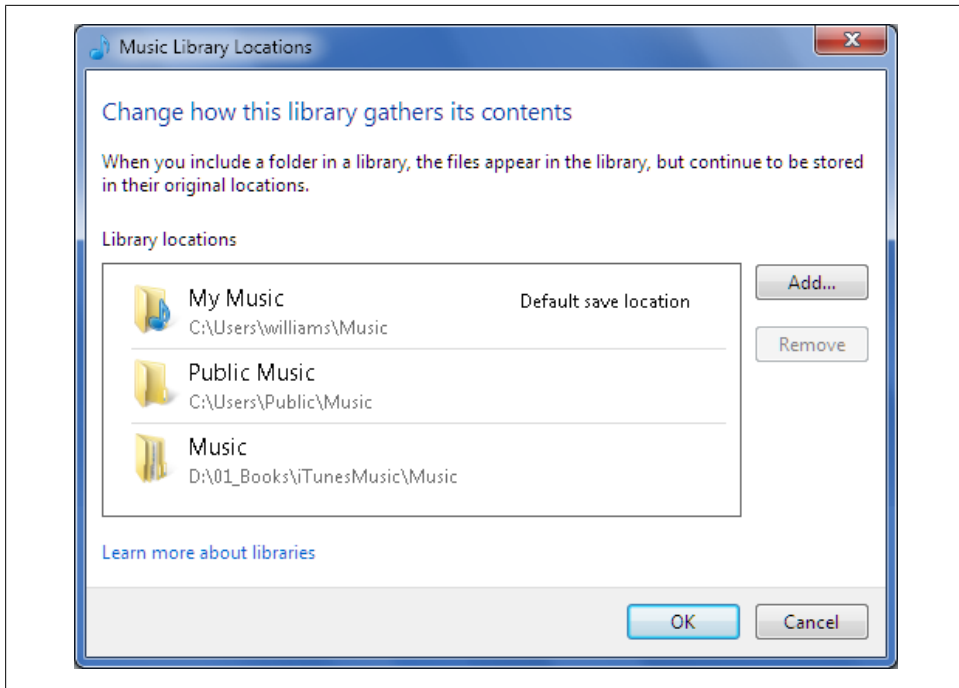 Music Library Locations
Change how this library gathers its contents
When you include a folder in a library, the files appear in the library, but continue to be stored
in their original locations.
Library locations
My Music Default save location
C:\Users\williams\Music
Public Music
C:\Users\Public\Music
Music
D:\01_Books\iTunesMusic\Music
Add...
Remove
Learn more about libraries
OK Cancel